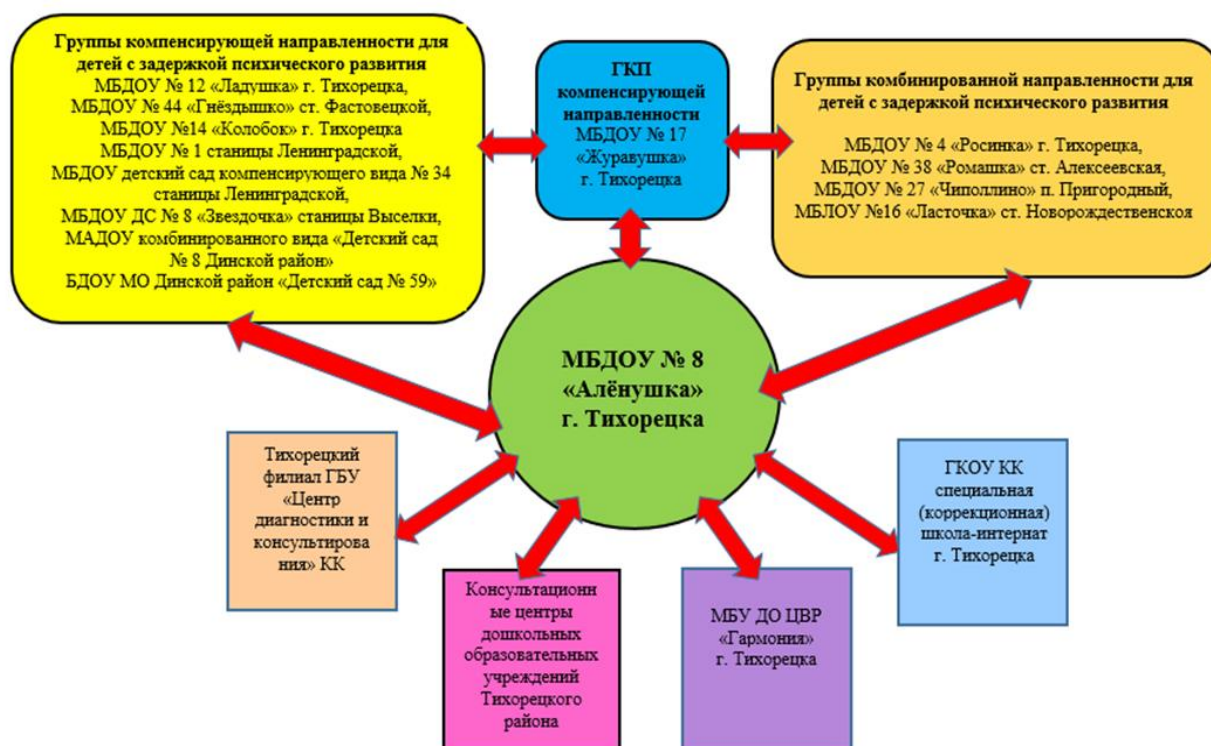 Группы компенсирующей направленности для
детей с задержкой психического развития
МБДОУ № 12 «Ладушка» г. Тихорецка,
МБДОУ № 44 «Гнёздышко» ст. Фастовецкой,
МБДОУ №14 «Колобок» г. Тихорецка
МБДОУ № 1 станицы Ленинградской,
МБДОУ детский сад компенсирующего вида № 34
станицы Ленинградской,
МБДОУ ДС № 8 «Звездочка» станицы Выселки,
МАДОУ комбинированного вида «Детский сад
№ 8 Динской район»
БДОУ МО Динской район «Детский сад № 59»
ГКП
компенсирующей
направленности
МБДОУ № 17
«Журавушка»
г. Тихорецка
Группы комбинированной направленности для
детей с задержкой психического развития
МБДОУ № 4 «Росинка» г. Тихорецка,
МБДОУ № 38 «Ромашка» ст. Алексеевская,
МБДОУ № 27 «Чиполлино» п. Пригородный,
МБЛОУ №16 «Ласточка» ст. Новорождественскоя
МБДОУ № 8
«Алёнушка»
г. Тихорецка
Тихорецкий
филиал ГБУ
«Центр
диагностики и
консультирова
ния» КК
Консультационн
ые центры
дошкольных
образовательных
учреждений
Тихорецкого
района
МБУ ДО ЦВР
«Гармония»
г. Тихорецка
ГКОУ КК
специальная
(коррекционная)
школа-интернат
г. Тихорецка